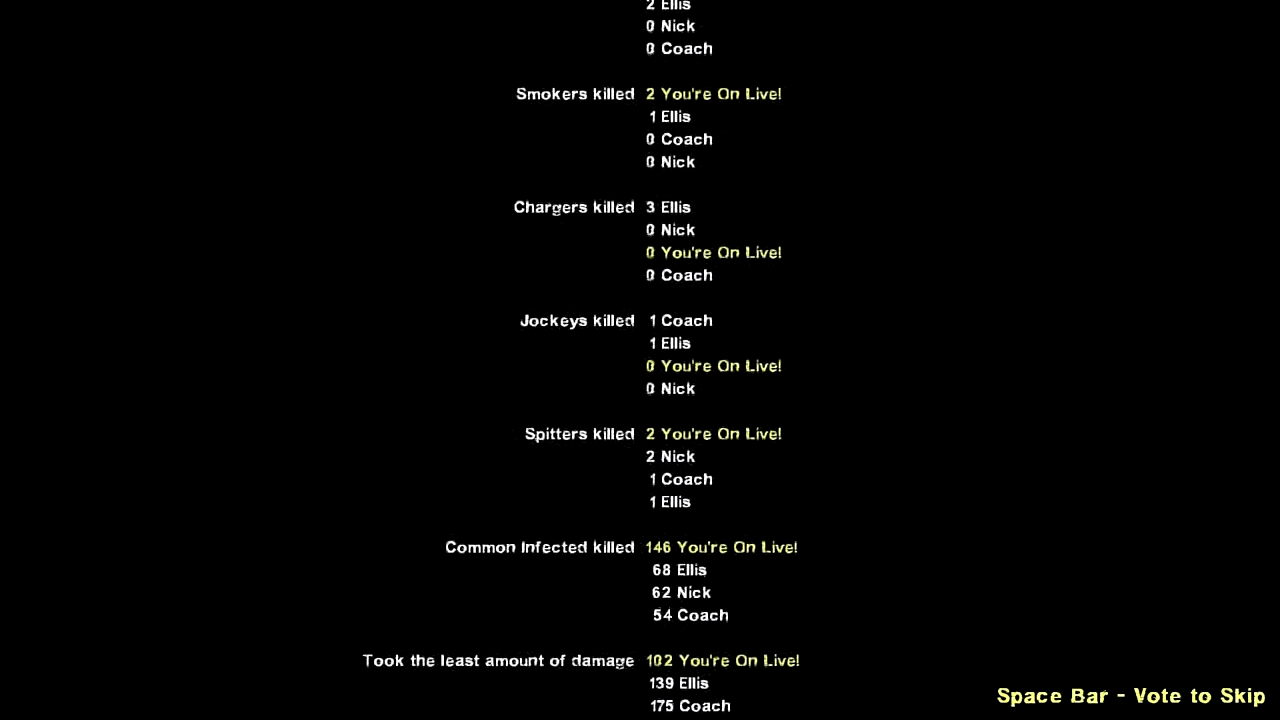 2 Ellis
0 Nick
0 Coach
Smokers killed 2 You're On Live!
1 Ellis
0 Coach
0 Nick
Chargers killed 3 Ellis
0 Nick
0 You're On Live!
0 Coach
Jockeys killed 1 Coach
1 Ellis
0 You're On Live!
0 Nick
Spitters killed 2 You're On Live!
2 Nick
1 Coach
1 Ellis
Common Infected killed 146 You're On Live!
68 Ellis
62 Nick
54 Coach
Took the least amount of damage 102 You're On Live!
139 Ellis
175 Coach
Space Bar - Vote to Skip